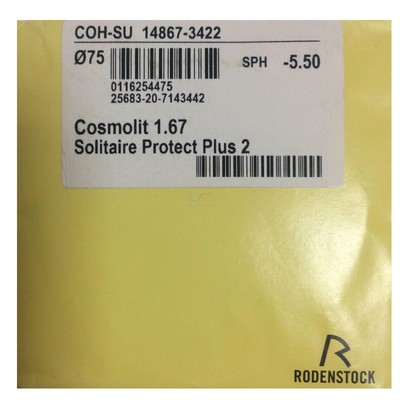 COH-SU 14867-3422
Ø75 SPH -5.50
0116254475
25683-20-7143442
Cosmolit 1.67
Solitaire Protect Plus 2
R
RODENSTOCK